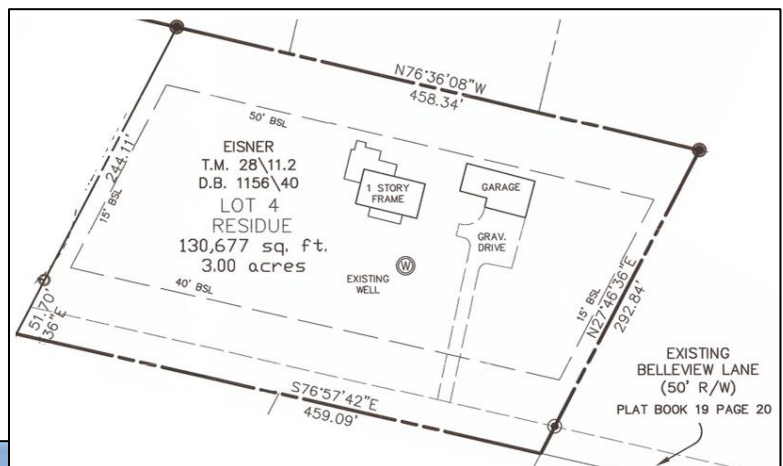 N76°36'08"W
458.34'
50' BSL
EISNER
T.M. 28\11.2
D.B. 1156\40
LOT 4
RESIDUE
130,677 sq. ft.
3.00 acres
244.11'
15' BSL
1 STORY
FRAME
GARAGE
GRAV.
DRIVE
W
EXISTING
WELL
40' BSL
15' BSL
N27°46'36"E
292.84'
51.70'
36"E
S76°57'42"E
459.09'
EXISTING
BELLEVIEW LANE
(50' R/W)
PLAT BOOK 19 PAGE 20